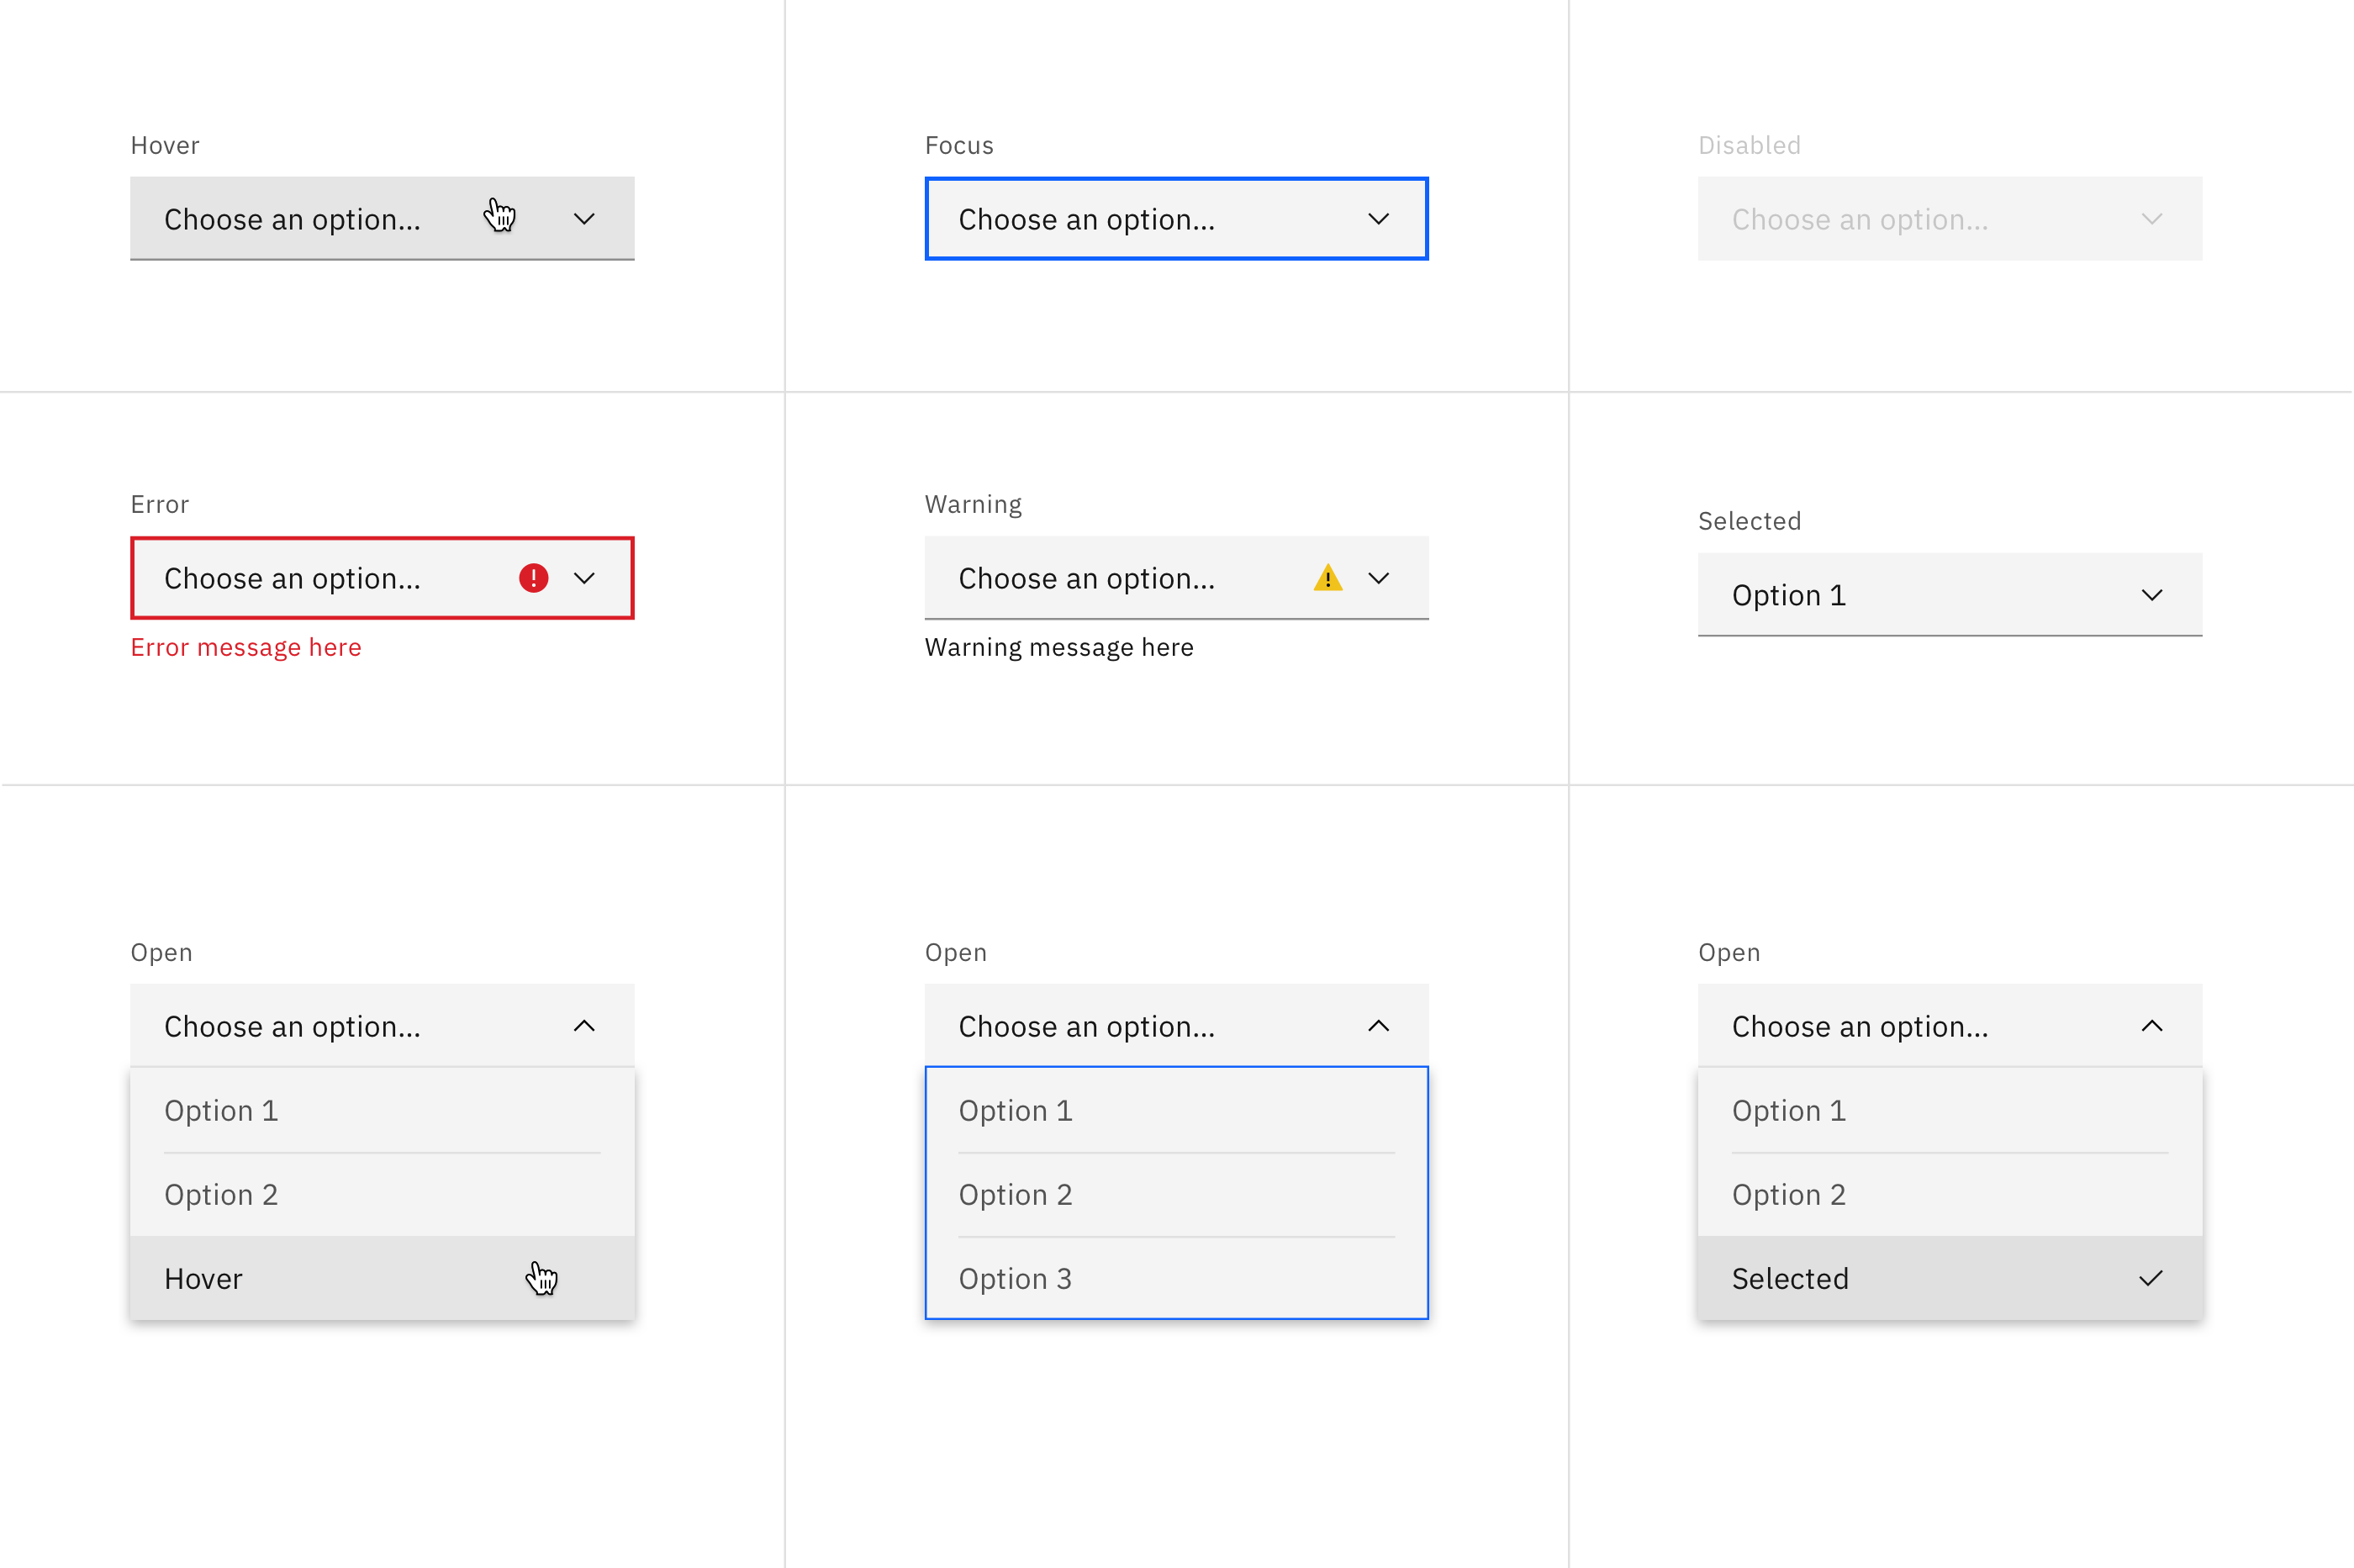 Hover
Choose an option...
Focus
Choose an option...
Disabled
Choose an option...
Error
Choose an option...
Error message here
Warning
Choose an option...
Warning message here
Selected
Option 1
Open
Choose an option...
Option 1
Option 2
Hover
Open
Choose an option...
Option 1
Option 2
Option 3
Open
Choose an option...
Option 1
Option 2
Selected